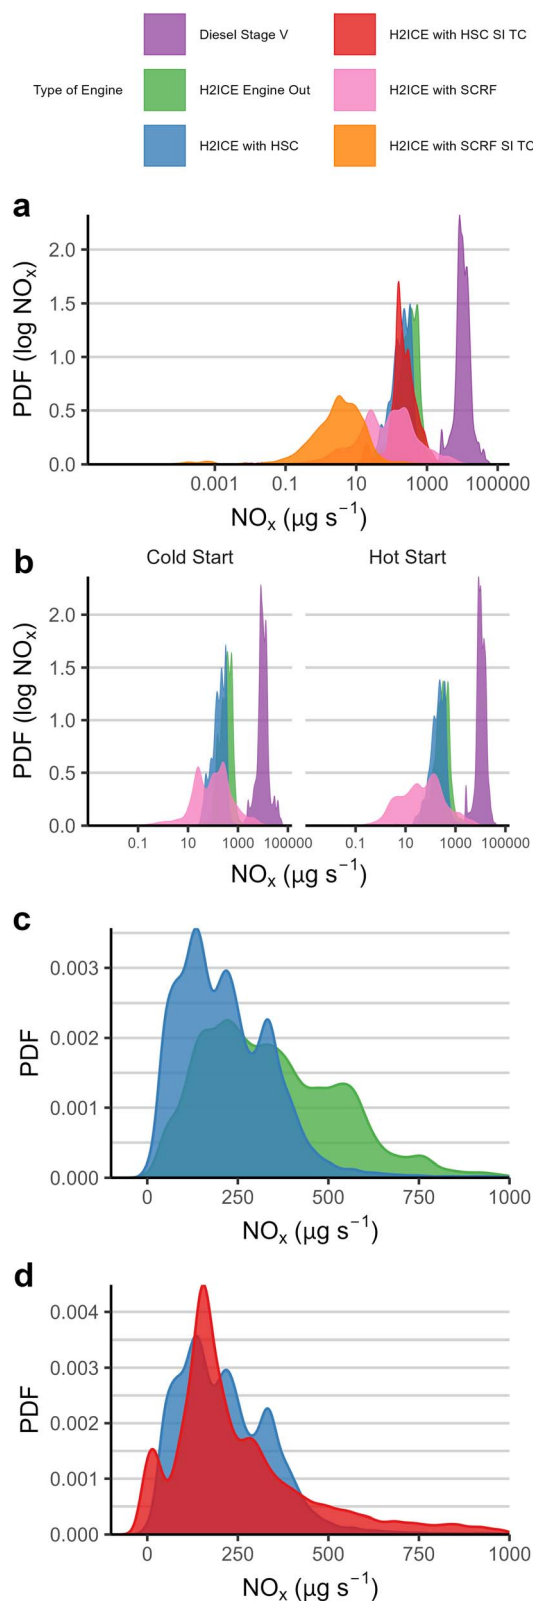 Type of Engine
Diesel Stage V
H2ICE Engine Out
H2ICE with HSC
H2ICE with HSC SI TC
H2ICE with SCRF
H2ICE with SCRF SI TC
a
PDF (log NOₓ)
2.0
1.5
1.0
0.5
0.0
0.001 0.1 10 1000 100000
NOₓ (µg s⁻¹)
b
Cold Start Hot Start
PDF (log NOₓ)
2.0
1.5
1.0
0.5
0.0
0.1 10 1000 100000 0.1 10 1000 100000
NOₓ (µg s⁻¹)
c
PDF
0.003
0.002
0.001
0.000
0 250 500 750 1000
NOₓ (µg s⁻¹)
d
PDF
0.004
0.003
0.002
0.001
0.000
0 250 500 750 1000
NOₓ (µg s⁻¹)